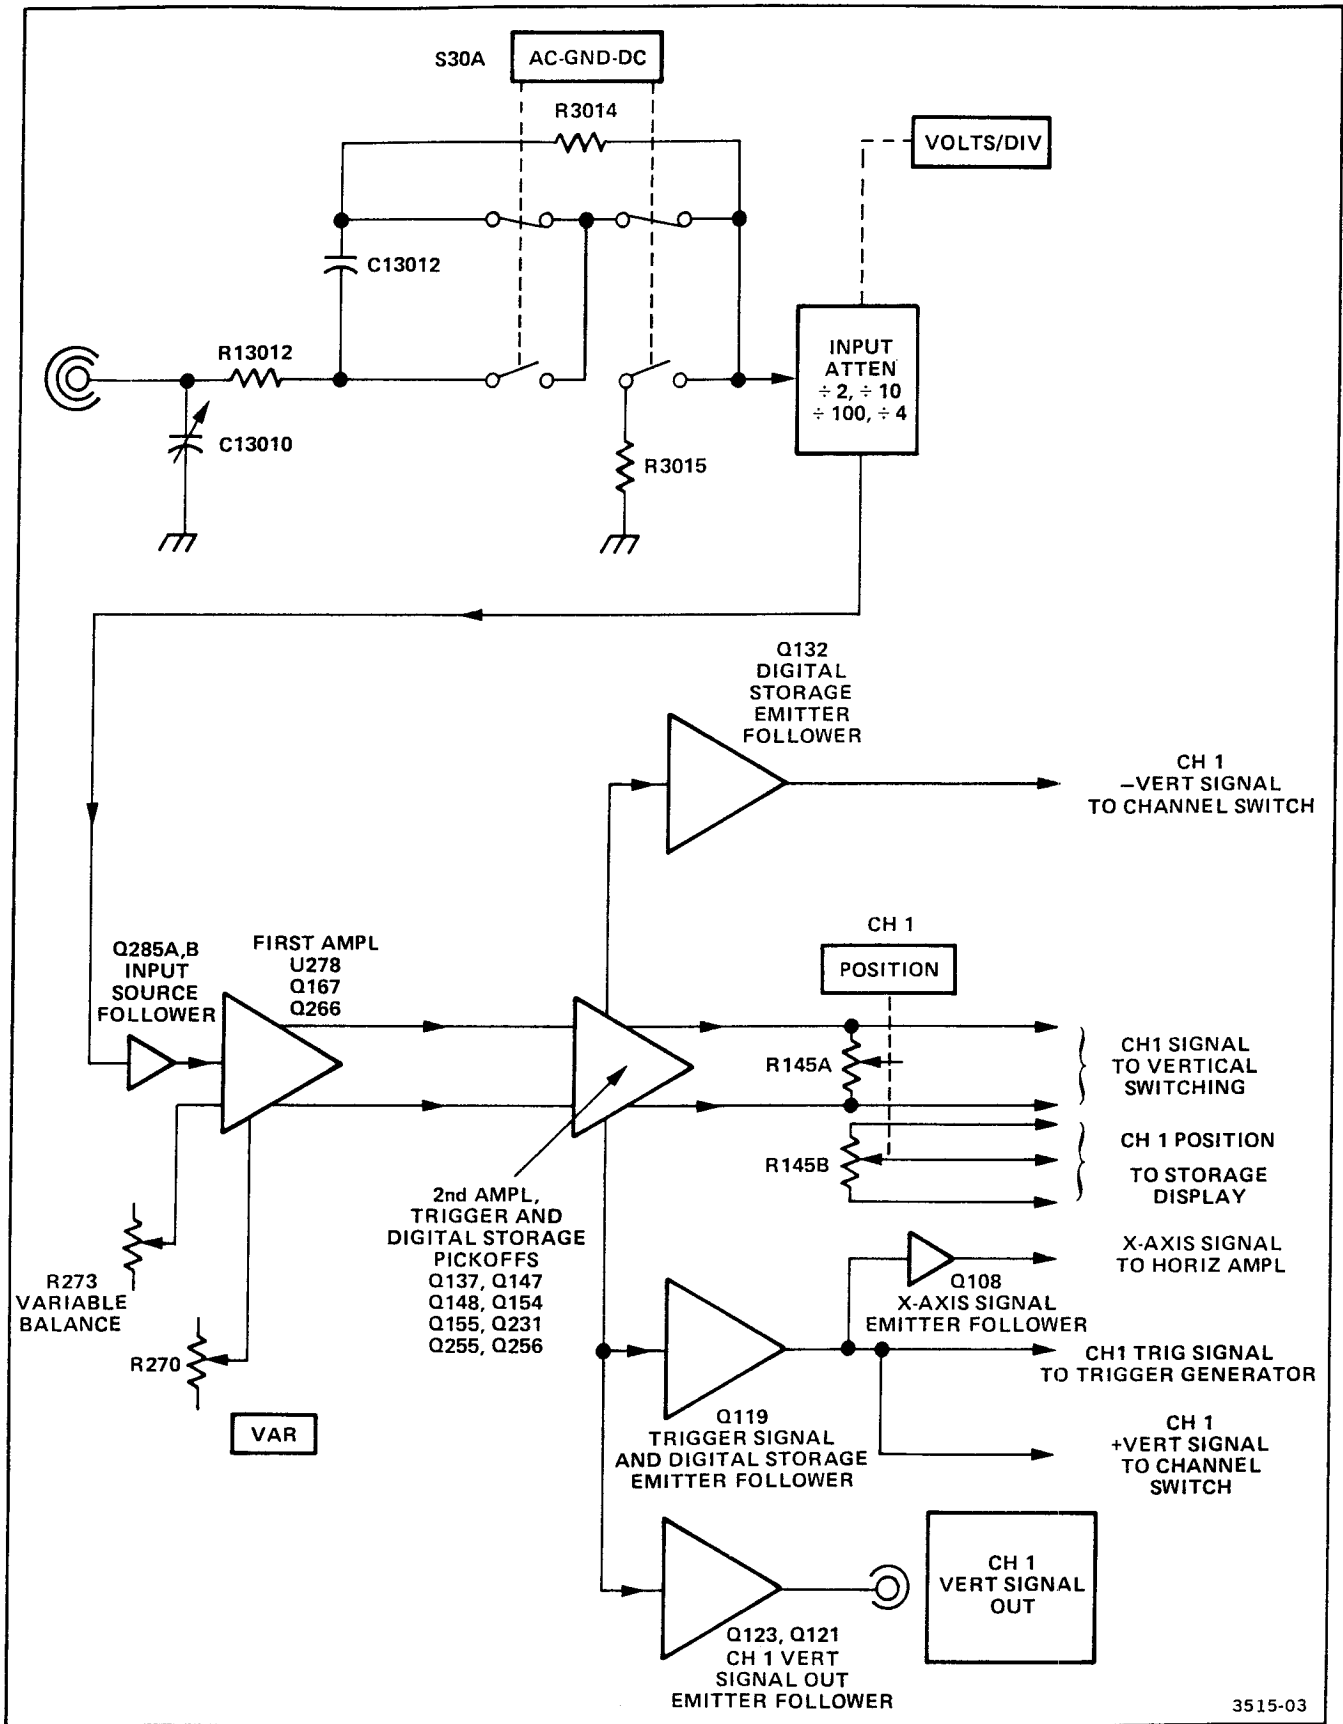 S30A
AC-GND-DC
R3014
VOLTS/DIV
C13012
R13012
INPUT
ATTEN
÷ 2, ÷ 10
÷ 100, ÷ 4
C13010
R3015
Q132
DIGITAL
STORAGE
EMITTER
FOLLOWER
CH 1
−VERT SIGNAL
TO CHANNEL SWITCH
CH 1
POSITION
Q285A,B
INPUT
SOURCE
FOLLOWER
FIRST AMPL
U278
Q167
Q266
R145A
CH1 SIGNAL
TO VERTICAL
SWITCHING
R145B
CH 1 POSITION
TO STORAGE
DISPLAY
2nd AMPL,
TRIGGER AND
DIGITAL STORAGE
PICKOFFS
Q137, Q147
Q148, Q154
Q155, Q231
Q255, Q256
R273
VARIABLE
BALANCE
R270
VAR
X-AXIS SIGNAL
TO HORIZ AMPL
Q108
X-AXIS SIGNAL
EMITTER FOLLOWER
CH1 TRIG SIGNAL
TO TRIGGER GENERATOR
Q119
TRIGGER SIGNAL
AND DIGITAL STORAGE
EMITTER FOLLOWER
CH 1
+VERT SIGNAL
TO CHANNEL
SWITCH
CH 1
VERT SIGNAL
OUT
Q123, Q121
CH 1 VERT
SIGNAL OUT
EMITTER FOLLOWER
3515-03